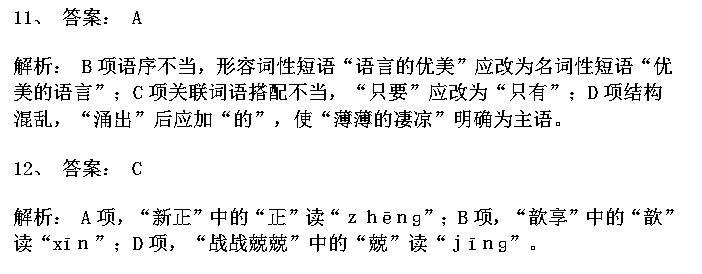 11、 答案： A
解析： B项语序不当，形容词性短语“语言的优美”应改为名词性短语“优
美的语言”；C项关联词语搭配不当，“只要”应改为“只有”；D项结构
混乱，“涌出”后应加“的”，使“薄薄的凄凉”明确为主语。
12、 答案： C
解析： A项，“新正”中的“正”读“zhēng”；B项，“歆享”中的“歆”
读“xīn”；D项，“战战兢兢”中的“兢”读“jīng”。